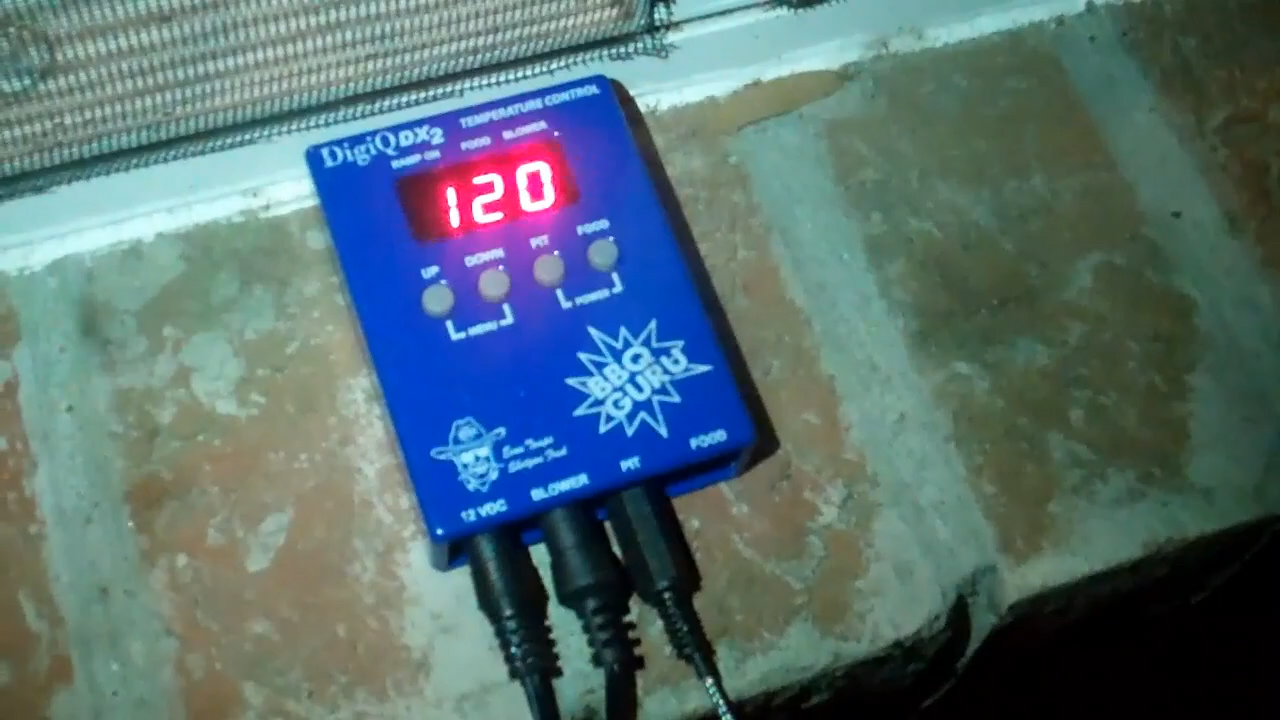 DigiQ DX2 TEMPERATURE CONTROL
RAMP ON FOOD BLOWER
120
UP DOWN PIT FOOD
MENU POWER
BBQ
GURU
12 VDC BLOWER PIT FOOD